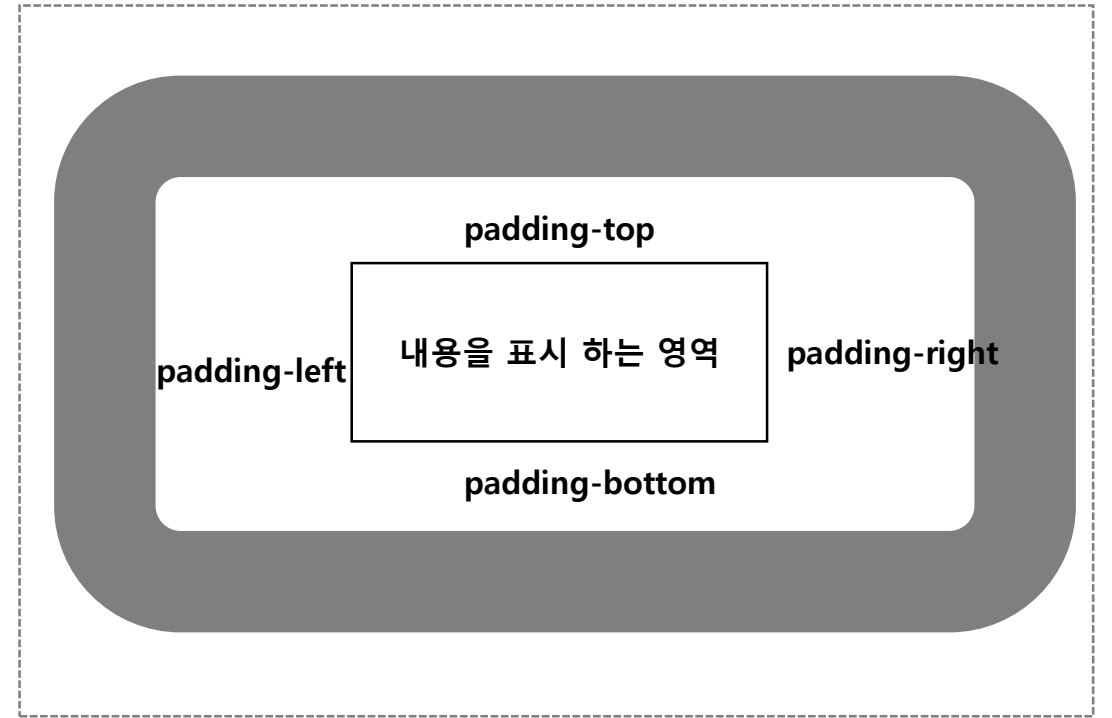 padding-top
내용을 표시 하는 영역
padding-right
padding-left
padding-bottom